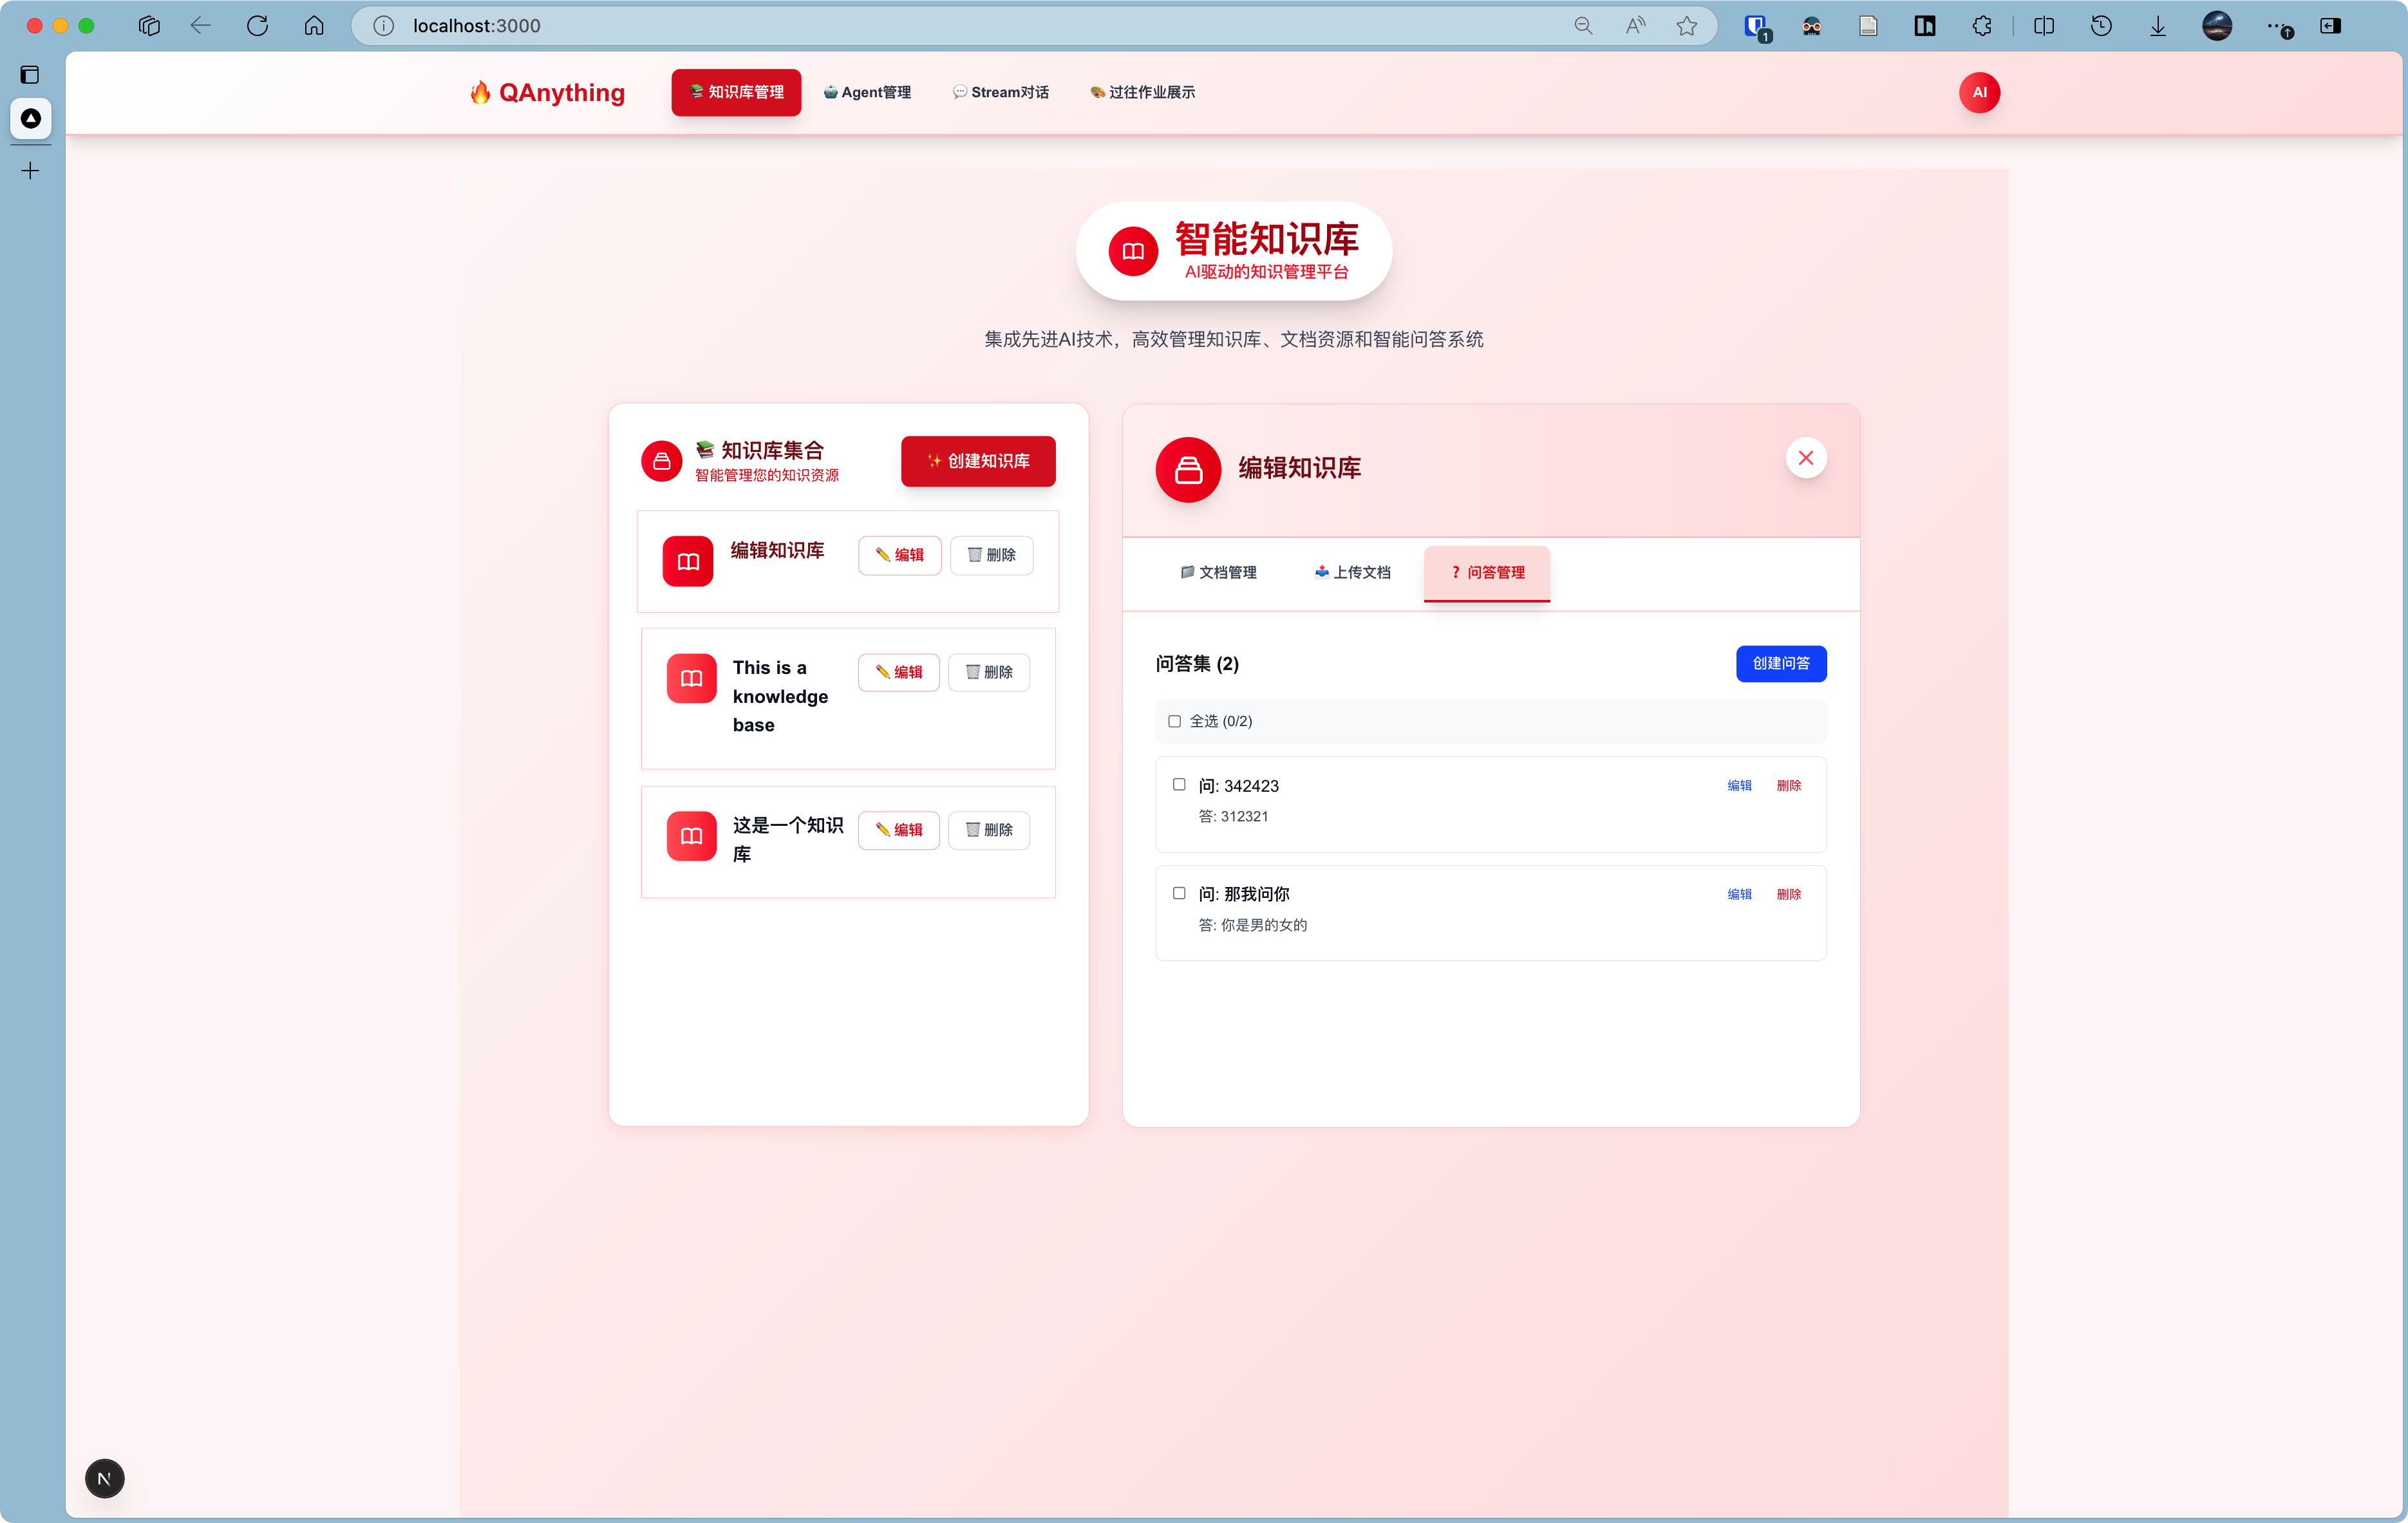 localhost:3000
1
QAnything
知识库管理
Agent管理
Stream对话
过往作业展示
AI
智能知识库
AI驱动的知识管理平台
集成先进AI技术，高效管理知识库、文档资源和智能问答系统
知识库集合
智能管理您的知识资源
创建知识库
编辑知识库
编辑
删除
This is a
knowledge
base
编辑
删除
这是一个知识
库
编辑
删除
编辑知识库
文档管理
上传文档
? 问答管理
问答集 (2)
创建问答
全选 (0/2)
问: 342423
编辑
删除
答: 312321
问: 那我问你
编辑
删除
答: 你是男的女的
N